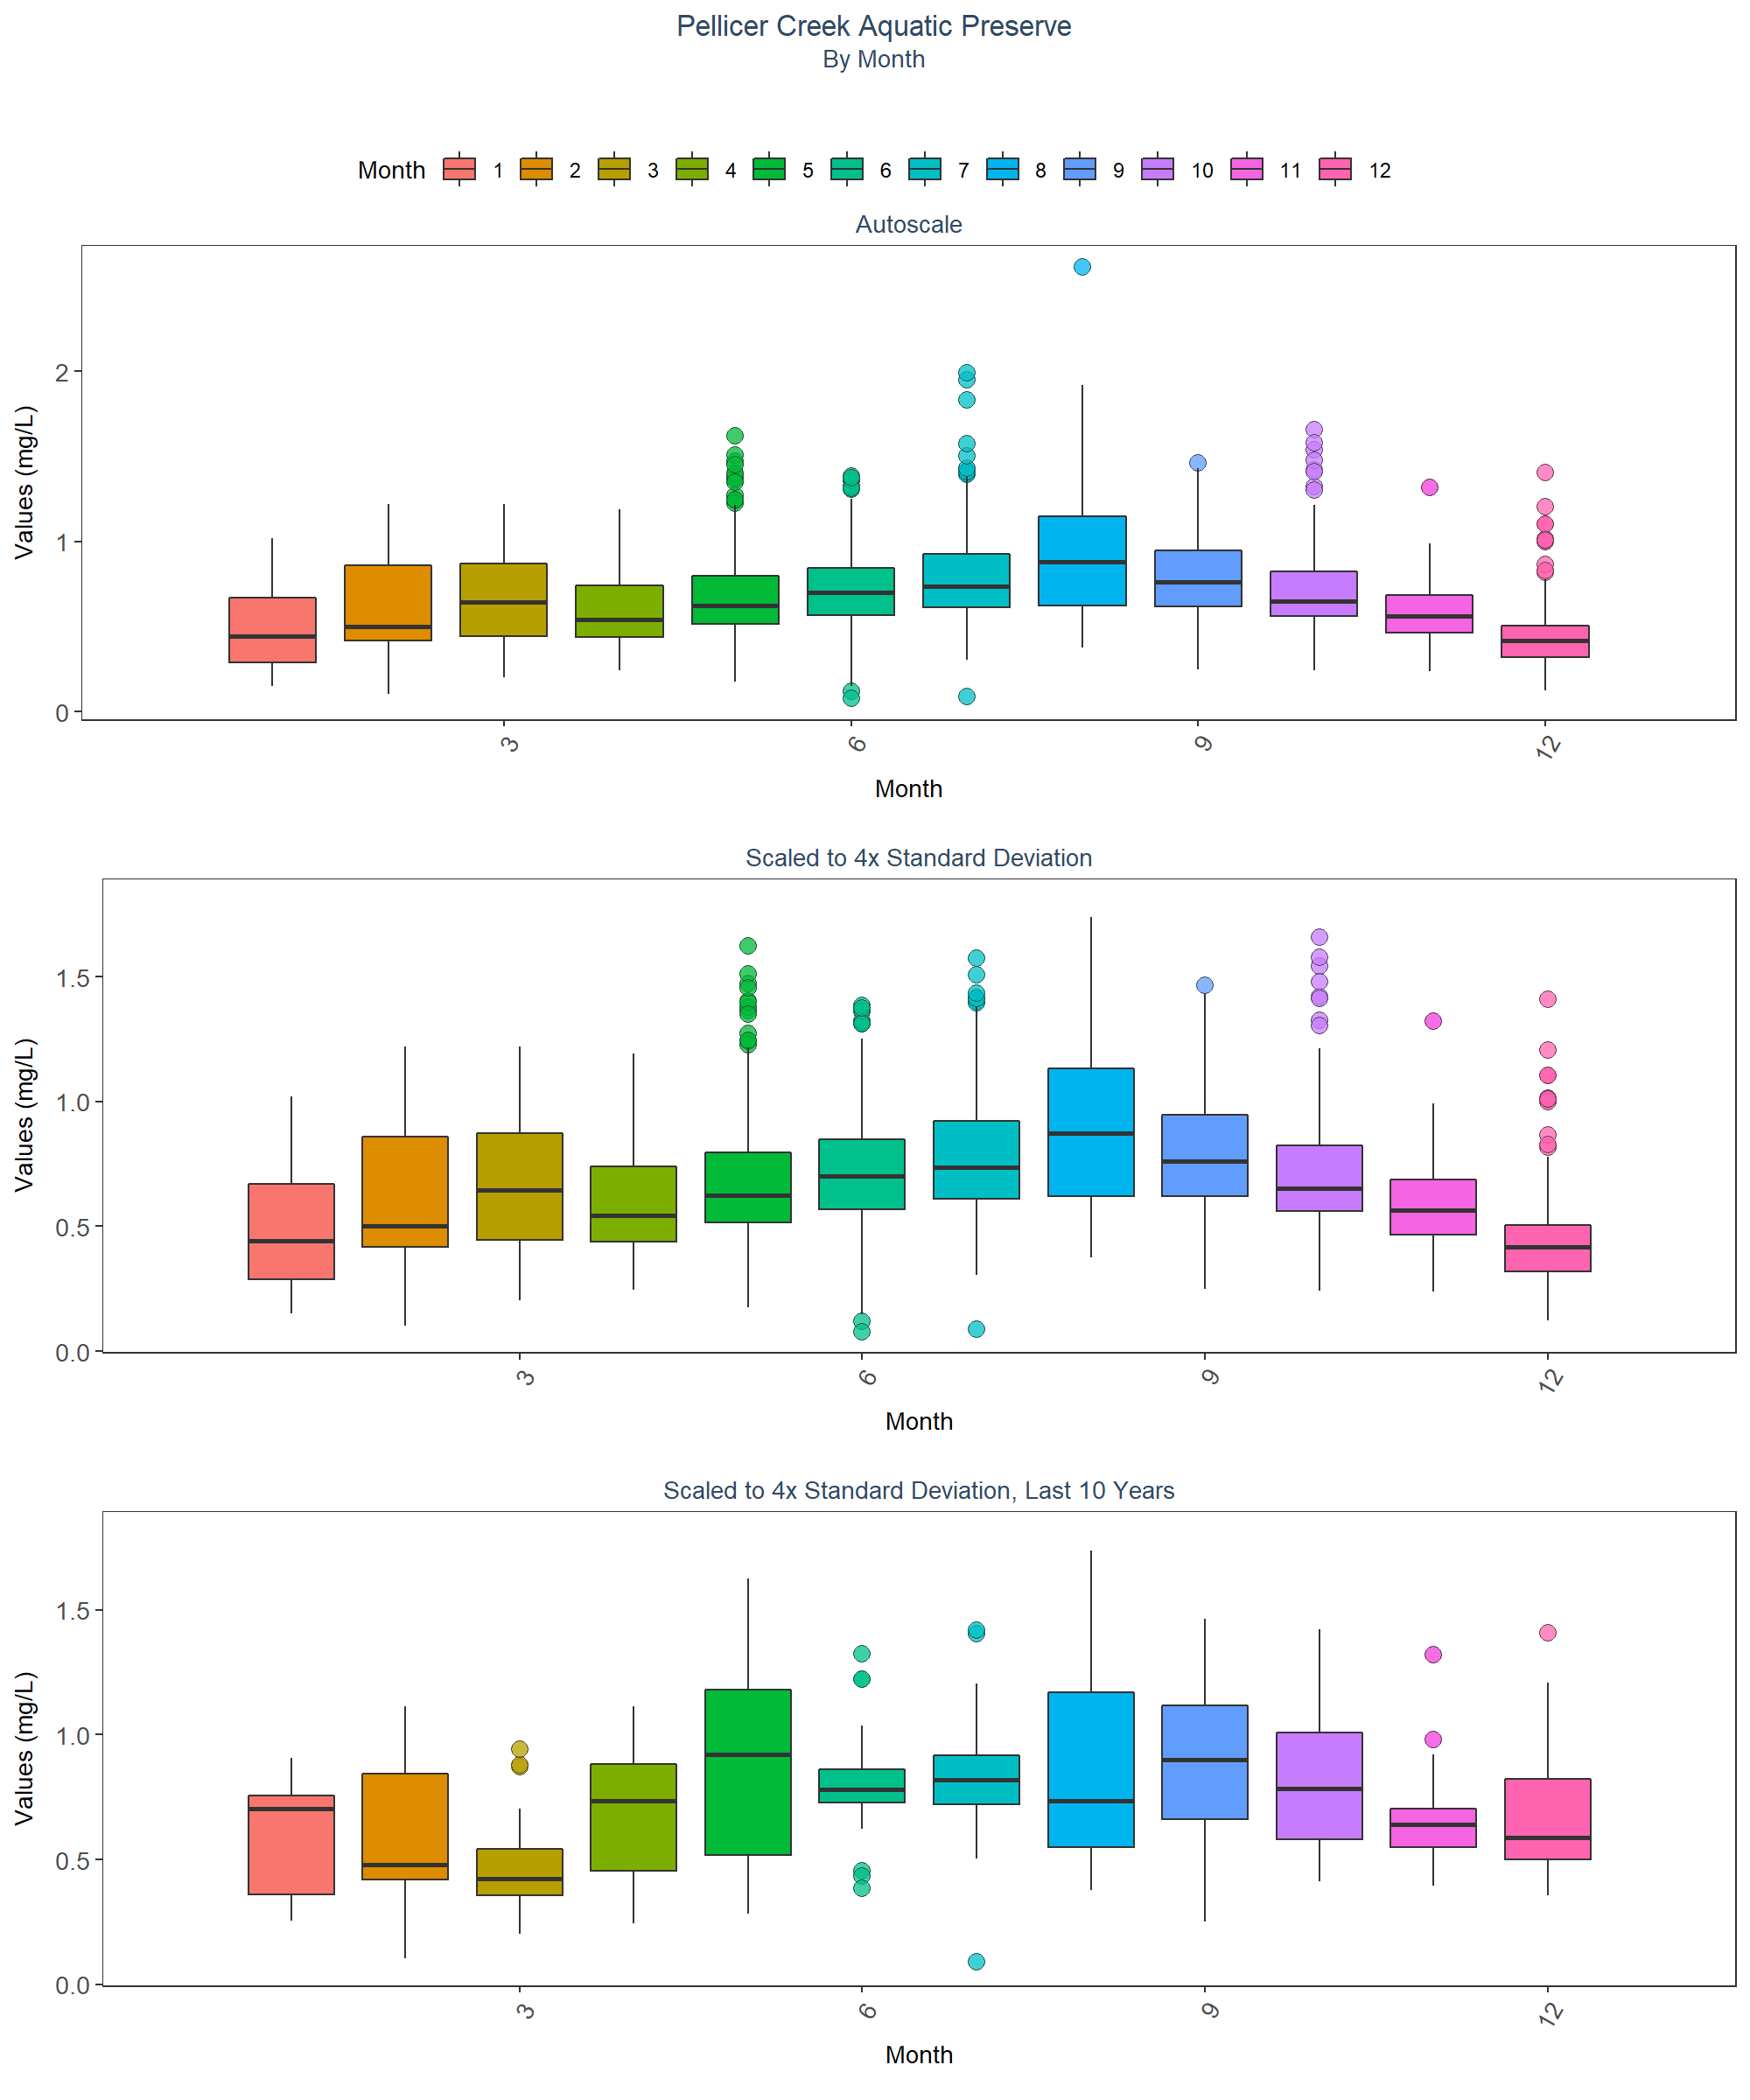 Pellicer Creek Aquatic Preserve
By Month
Month 1 2 3 4 5 6 7 8 9 10 11 12
Autoscale
Values (mg/L)
2
1
0
3 6 9 12
Month
Scaled to 4x Standard Deviation
Values (mg/L)
1.5
1.0
0.5
0.0
3 6 9 12
Month
Scaled to 4x Standard Deviation, Last 10 Years
Values (mg/L)
1.5
1.0
0.5
0.0
3 6 9 12
Month